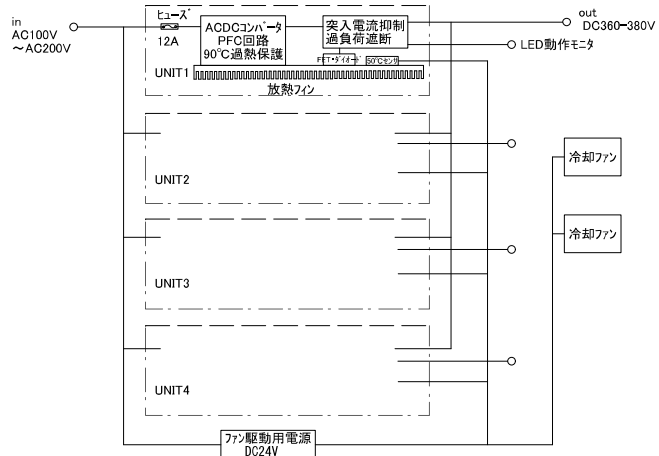 in
AC100V
～AC200V
ヒューズ
12A
ACDCコンバータ
PFC回路
90℃過熱保護
突入電流抑制
過負荷遮断
FET・ダイオード
50℃センサ
out
DC360-380V
LED動作モニタ
UNIT1
放熱フィン
UNIT2
冷却ファン
冷却ファン
UNIT3
UNIT4
ファン駆動用電源
DC24V